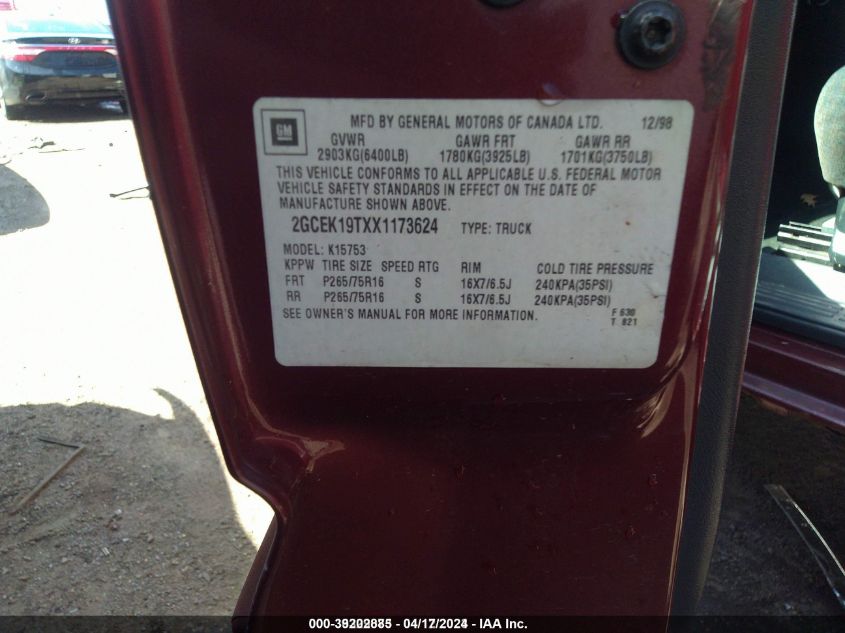 GM
MFD BY GENERAL MOTORS OF CANADA LTD. 12/98
GVWR GAWR FRT GAWR RR
2903KG(6400LB) 1780KG(3925LB) 1701KG(3750LB)
THIS VEHICLE CONFORMS TO ALL APPLICABLE U.S. FEDERAL MOTOR
VEHICLE SAFETY STANDARDS IN EFFECT ON THE DATE OF
MANUFACTURE SHOWN ABOVE.
2GCEK19TXX1173624 TYPE: TRUCK
MODEL: K15753
KPPW TIRE SIZE SPEED RTG RIM COLD TIRE PRESSURE
FRT P265/75R16 S 16X7/6.5J 240KPA(35PSI)
RR P265/75R16 S 16X7/6.5J 240KPA(35PSI)
SEE OWNER'S MANUAL FOR MORE INFORMATION.
F 630
T 821
04/17/2024 - IAA Inc.